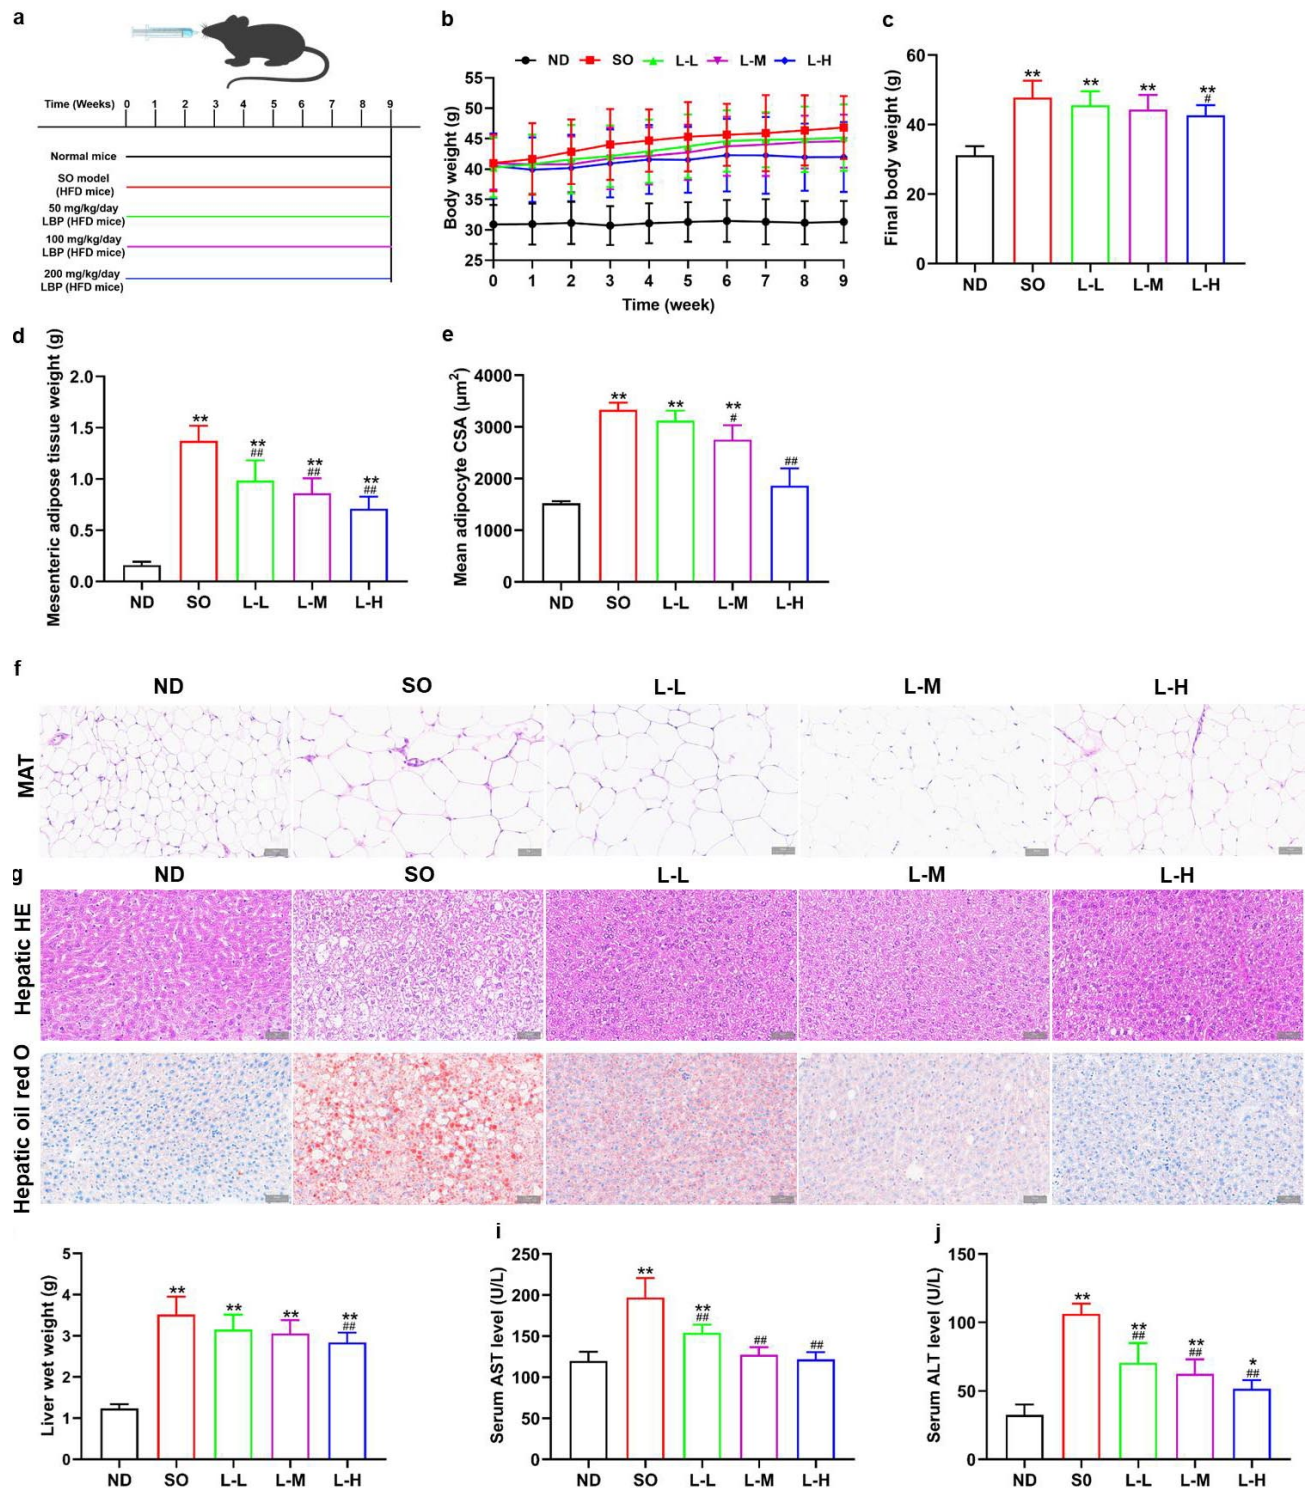 a
Time (Weeks) 0 1 2 3 4 5 6 7 8 9
Normal mice
SO model
(HFD mice)
50 mg/kg/day
LBP (HFD mice)
100 mg/kg/day
LBP (HFD mice)
200 mg/kg/day
LBP (HFD mice)
b
ND SO L-L L-M L-H
Body weight (g)
55
50
45
40
35
30
25
0 1 2 3 4 5 6 7 8 9
Time (week)
c
Final body weight (g)
60
40
20
0
** ** ** **
#
ND SO L-L L-M L-H
d
Mesenteric adipose tissue weight (g)
2.0
1.5
1.0
0.5
0.0
** ** ** **
## ## ##
ND SO L-L L-M L-H
e
Mean adipocyte CSA (μm²)
4000
3000
2000
1000
0
** ** **
# ##
ND SO L-L L-M L-H
f
ND SO L-L L-M L-H
MAT
g
ND SO L-L L-M L-H
Hepatic HE
Hepatic oil red O
Liver wet weight (g)
5
4
3
2
1
0
** ** ** **
##
ND SO L-L L-M L-H
i
Serum AST level (U/L)
250
200
150
100
50
0
** **
## ## ##
ND SO L-L L-M L-H
j
Serum ALT level (U/L)
150
100
50
0
** ** ** *
## ## ##
ND S0 L-L L-M L-H